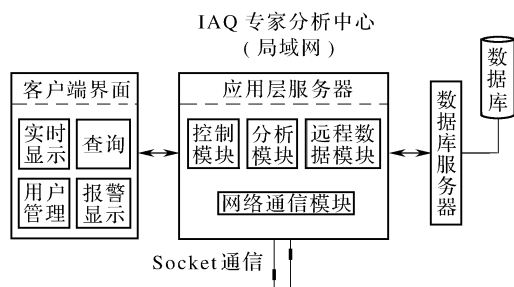 IAQ 专家分析中心
(局域网)
客户端界面
实时
显示
查询
用户
管理
报警
显示
应用层服务器
控制
模块
分析
模块
远程数
据模块
网络通信模块
数据库服务器
数据库
Socket通信